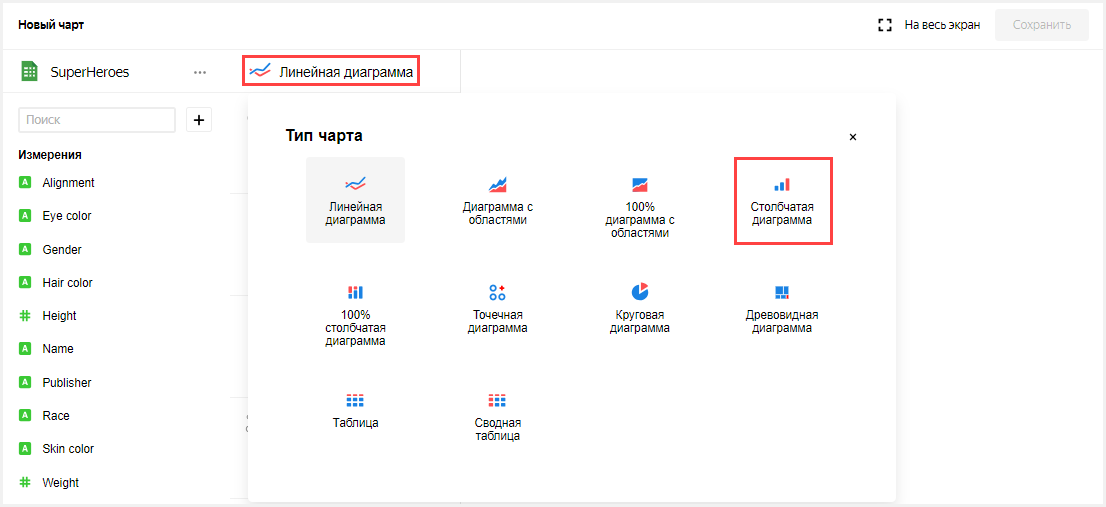 Новый чарт
На весь экран
Сохранить
SuperHeroes
Линейная диаграмма
Поиск
Измерения
Alignment
Eye color
Gender
Hair color
Height
Name
Publisher
Race
Skin color
Weight
Тип чарта
Линейная
диаграмма
Диаграмма с
областями
100%
диаграмма с
областями
Столбчатая
диаграмма
100%
столбчатая
диаграмма
Точечная
диаграмма
Круговая
диаграмма
Древовидная
диаграмма
Таблица
Сводная
таблица